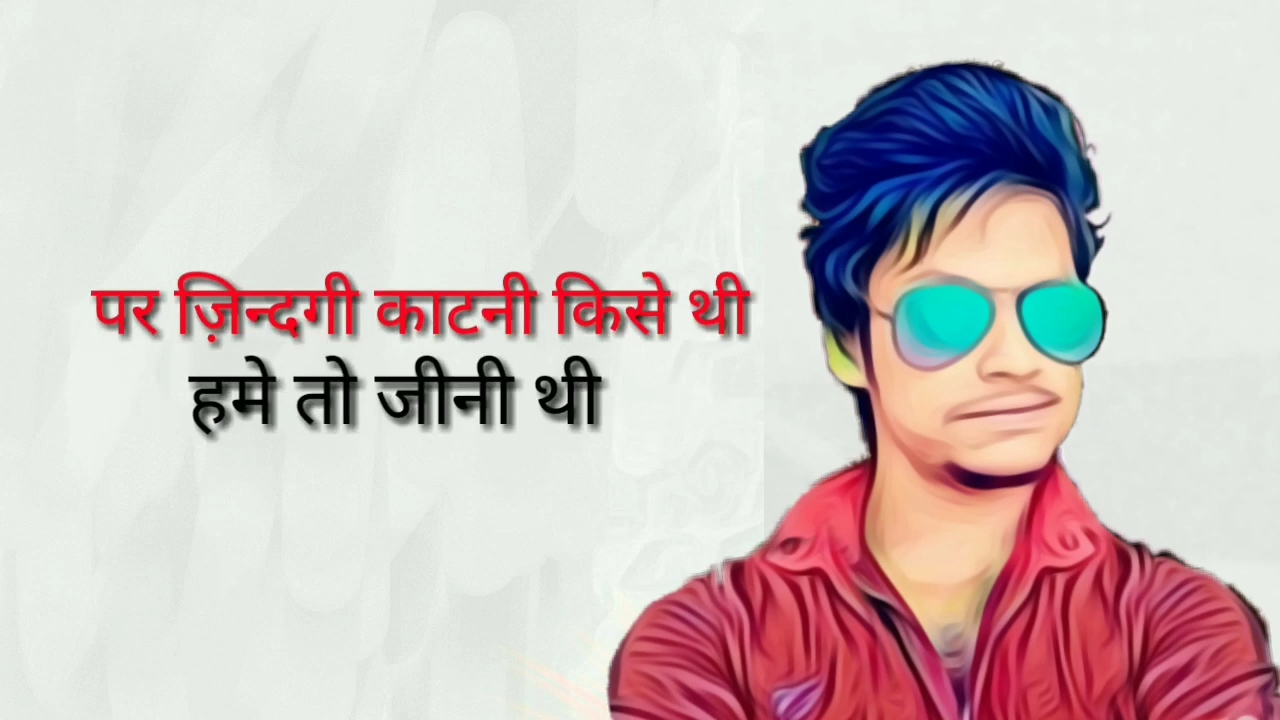 पर ज़िन्दगी काटनी किसे थी
हमे तो जीनी थी